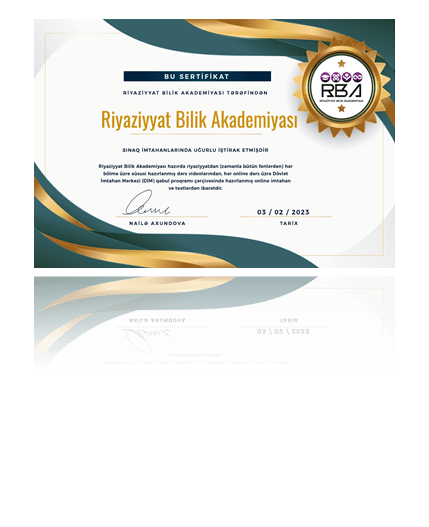 BU SERTİFİKAT
RİYAZİYYAT BİLİK AKADEMİYASI TƏRƏFİNDƏN
Riyaziyyat Bilik Akademiyası
SINAQ İMTAHANLARINDA UĞURLU İŞTİRAK ETMİŞDİR
Riyaziyyat Bilik Akademiyası hazırda riyaziyyatdan (zamanla bütün fənlərdən) hər
bölmə üzrə xüsusi hazırlanmış dərs videolarından, hər online dərs üzrə Dövlət
İmtahan Mərkəzi (DİM) qəbul proqramı çərçivəsində hazırlanmış online imtahan
və testlərdən ibarətdir.
03 / 02 / 2023
NAİLƏ AXUNDOVA
TARİX
RBA
RİYAZİYYAT BİLİK AKADEMİYASI